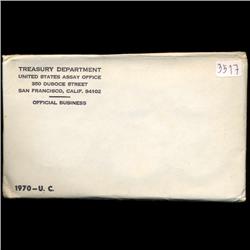 TREASURY DEPARTMENT
UNITED STATES ASSAY OFFICE
350 DUBOCE STREET
SAN FRANCISCO, CALIF. 94102
OFFICIAL BUSINESS
3517
1970-U. C.